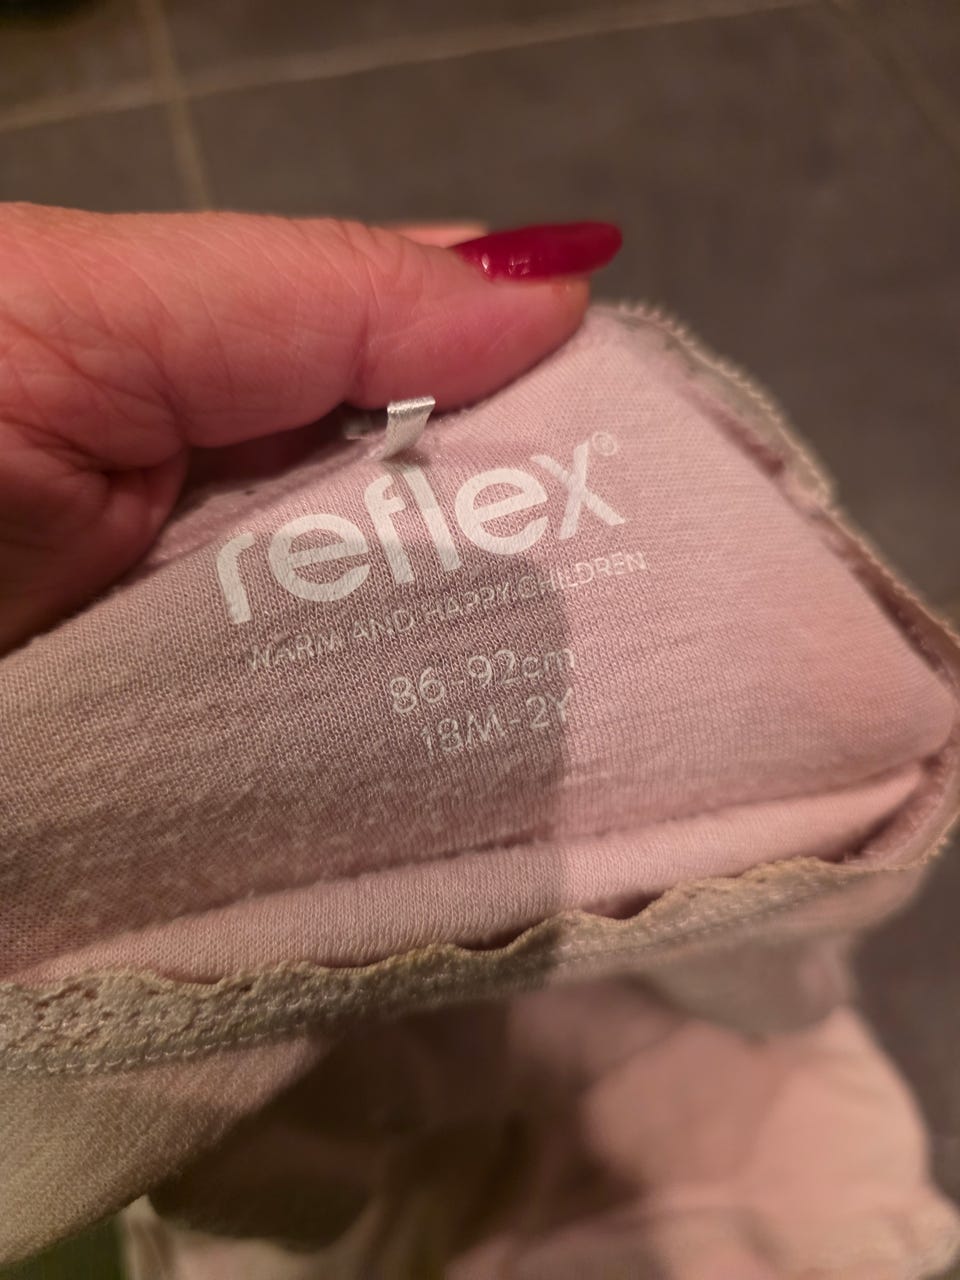 reflex®
WARM AND HAPPY CHILDREN
86-92cm
18M-2Y